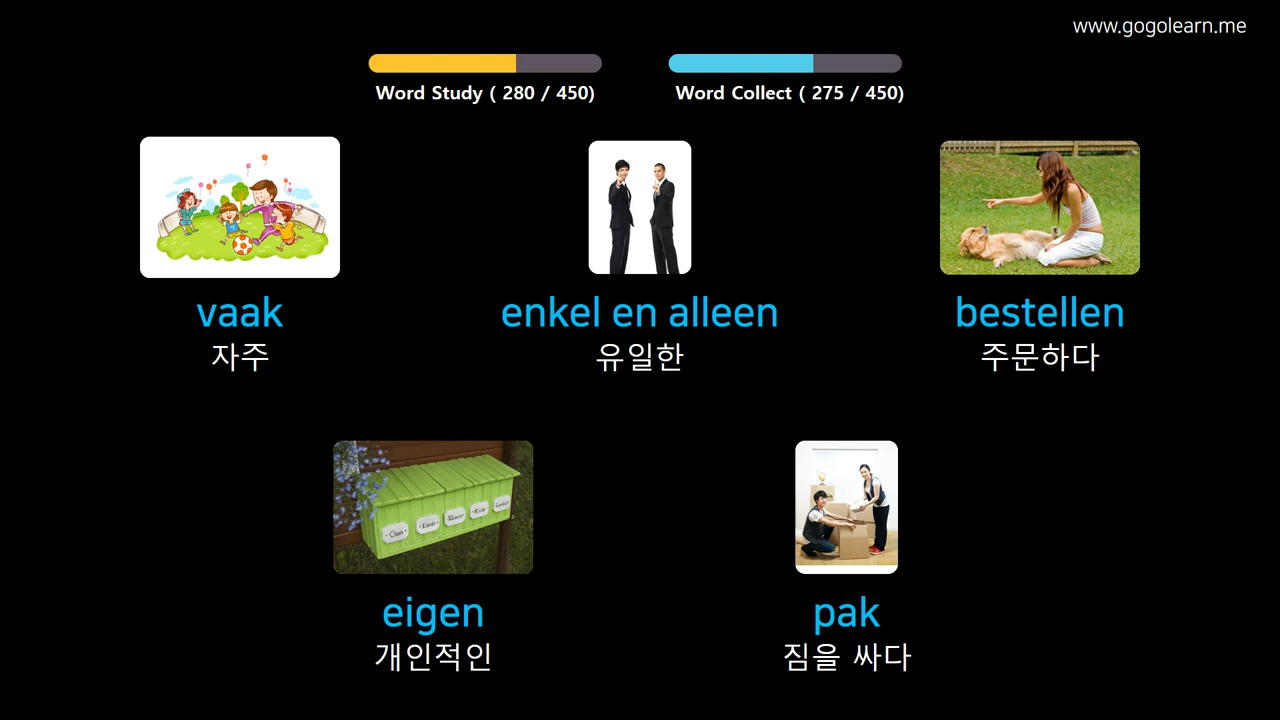 www.gogolearn.me
Word Study ( 280 / 450)
Word Collect ( 275 / 450)
vaak
자주
enkel en alleen
유일한
bestellen
주문하다
eigen
개인적인
pak
짐을 싸다